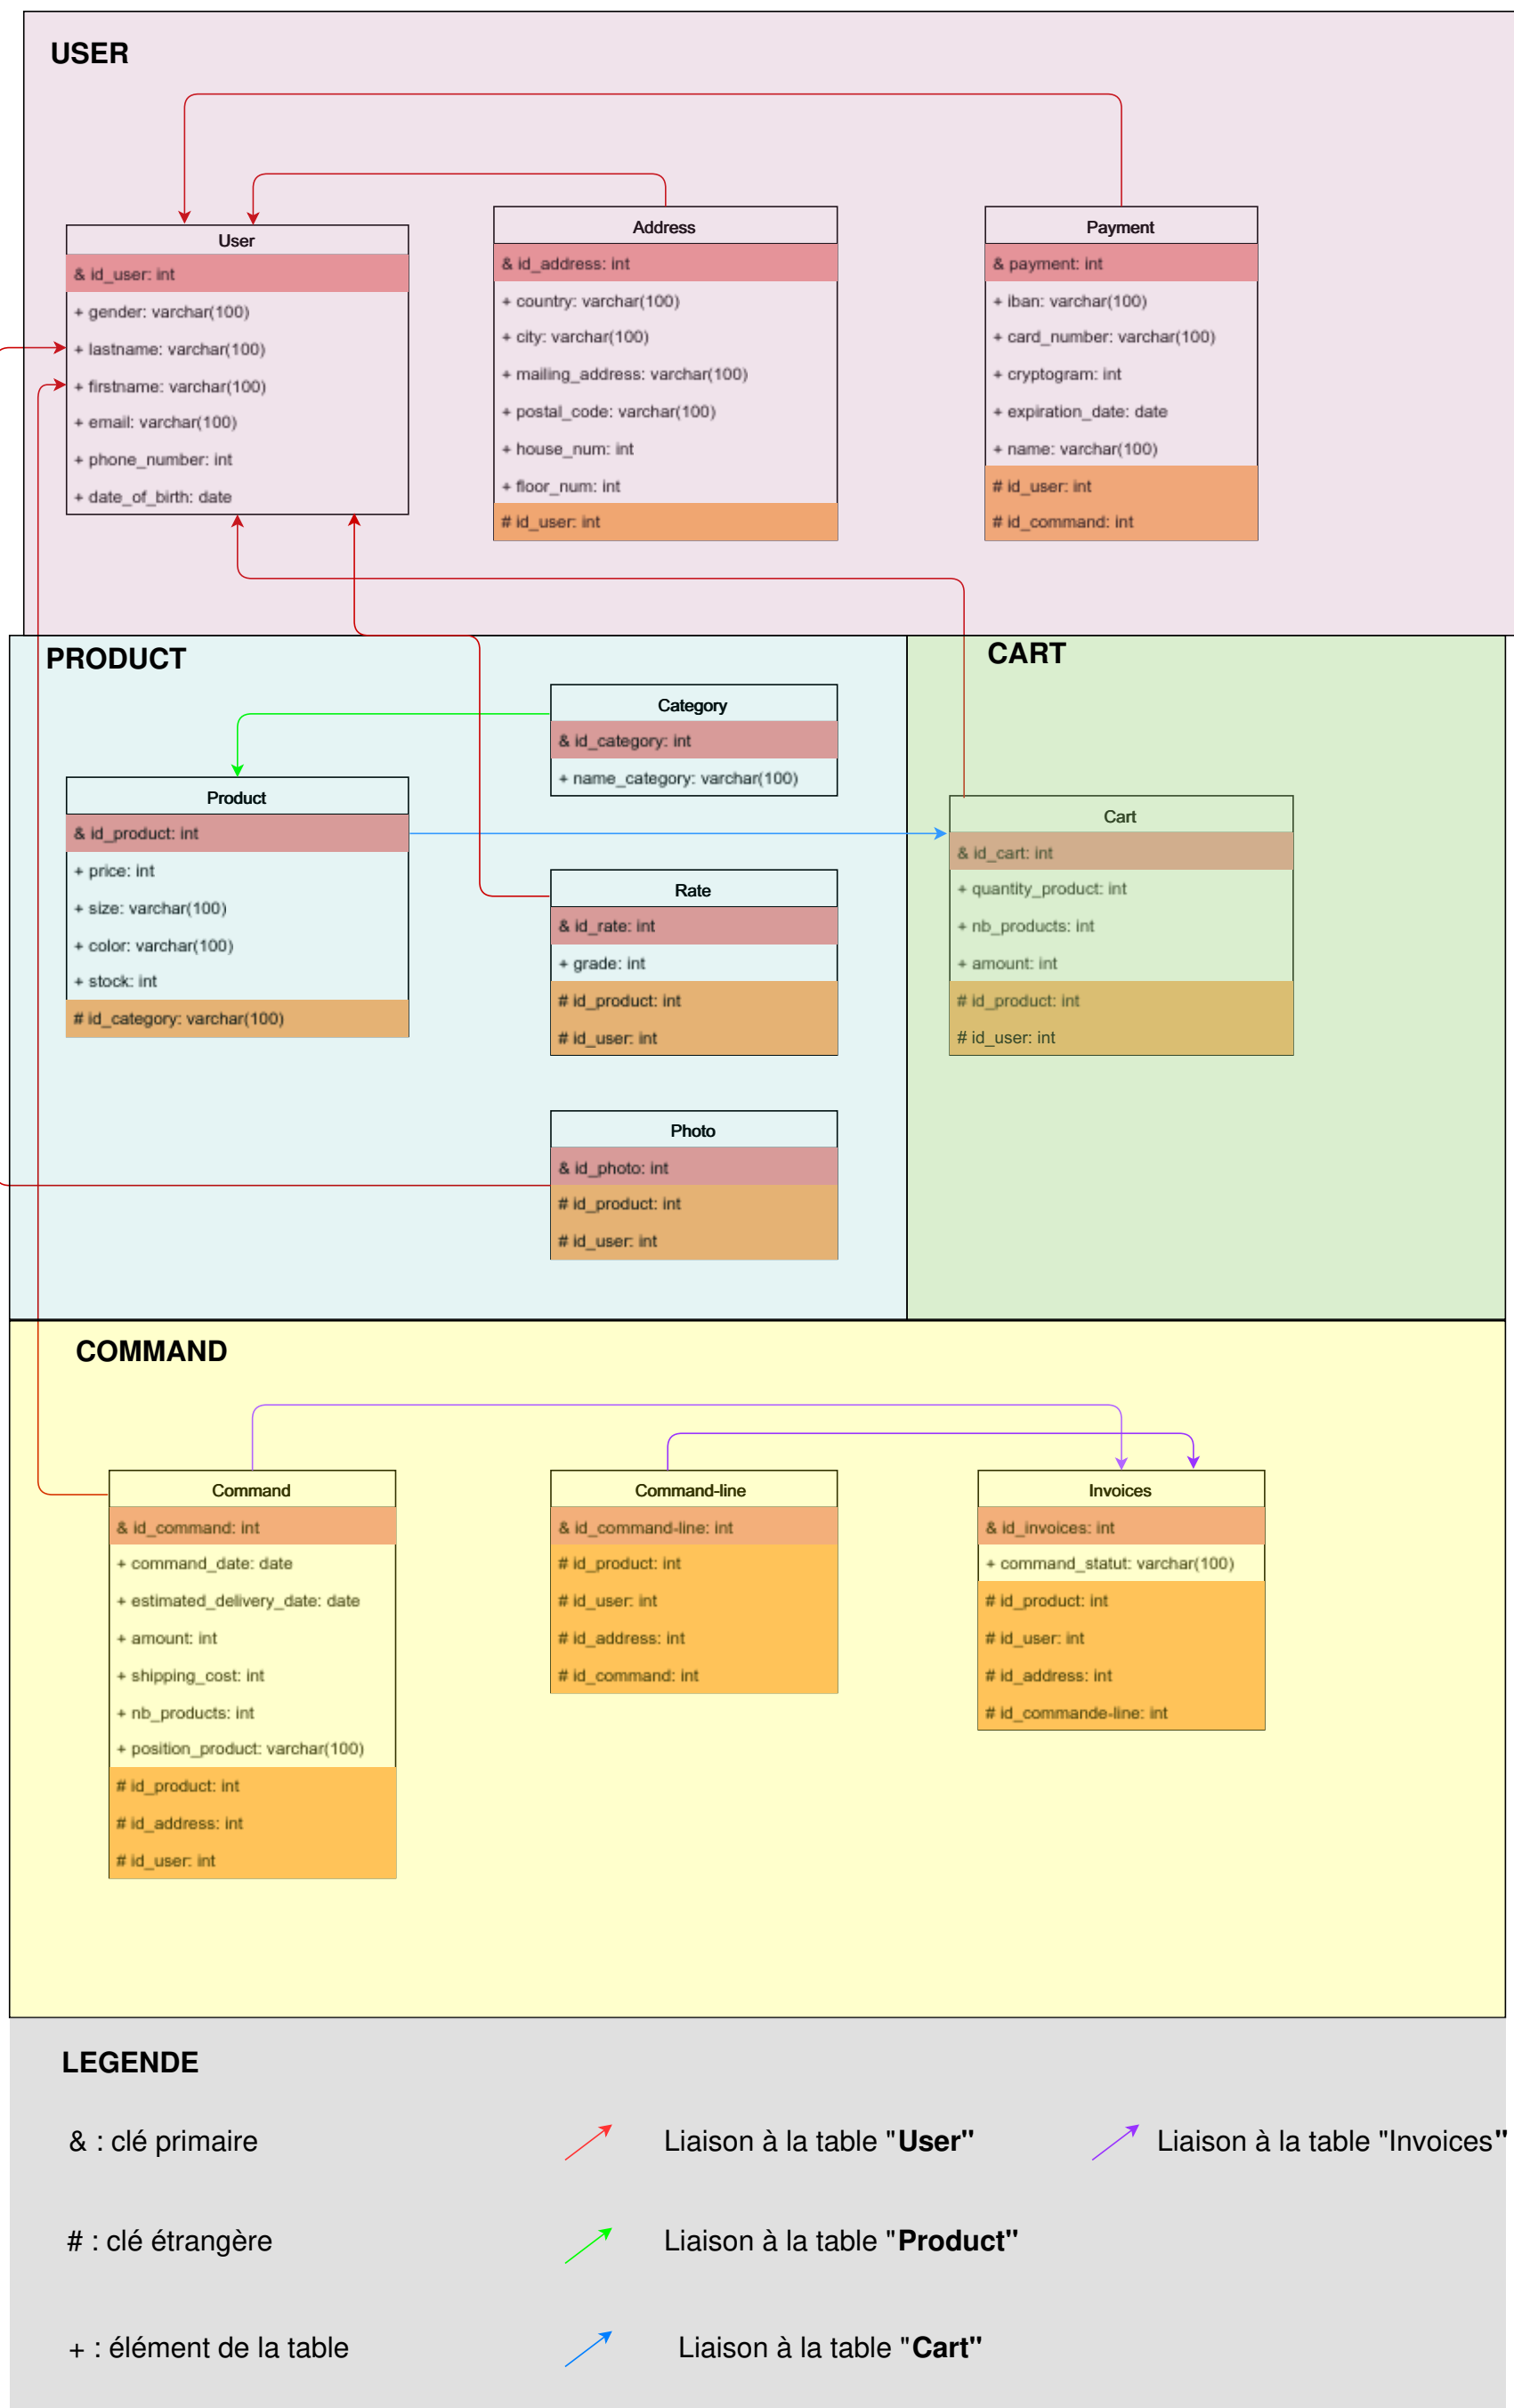 USER
User
& id_user: int
+ gender: varchar(100)
+ lastname: varchar(100)
+ firstname: varchar(100)
+ email: varchar(100)
+ phone_number: int
+ date_of_birth: date
Address
& id_address: int
+ country: varchar(100)
+ city: varchar(100)
+ mailing_address: varchar(100)
+ postal_code: varchar(100)
+ house_num: int
+ floor_num: int
# id_user: int
Payment
& payment: int
+ iban: varchar(100)
+ card_number: varchar(100)
+ cryptogram: int
+ expiration_date: date
+ name: varchar(100)
# id_user: int
# id_command: int
PRODUCT
Product
& id_product: int
+ price: int
+ size: varchar(100)
+ color: varchar(100)
+ stock: int
# id_category: varchar(100)
Category
& id_category: int
+ name_category: varchar(100)
Rate
& id_rate: int
+ grade: int
# id_product: int
# id_user: int
Photo
& id_photo: int
# id_product: int
# id_user: int
CART
Cart
& id_cart: int
+ quantity_product: int
+ nb_products: int
+ amount: int
# id_product: int
# id_user: int
COMMAND
Command
& id_command: int
+ command_date: date
+ estimated_delivery_date: date
+ amount: int
+ shipping_cost: int
+ nb_products: int
+ position_product: varchar(100)
# id_product: int
# id_address: int
# id_user: int
Command-line
& id_command-line: int
# id_product: int
# id_user: int
# id_address: int
# id_command: int
Invoices
& id_invoices: int
+ command_statut: varchar(100)
# id_product: int
# id_user: int
# id_address: int
# id_commande-line: int
LEGENDE
& : clé primaire
Liaison à la table "User"
Liaison à la table "Invoices"
# : clé étrangère
Liaison à la table "Product"
+ : élément de la table
Liaison à la table "Cart"